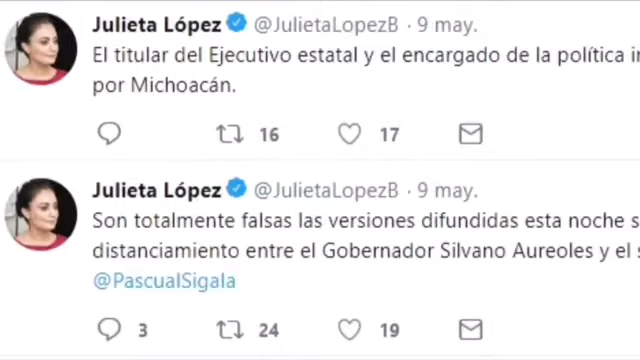 Julieta López @JulietaLopezB · 9 may.
El titular del Ejecutivo estatal y el encargado de la política
por Michoacán.
16 17
Julieta López @JulietaLopezB · 9 may.
Son totalmente falsas las versiones difundidas esta noche
distanciamiento entre el Gobernador Silvano Aureoles y el
@PascualSigala
3 24 19